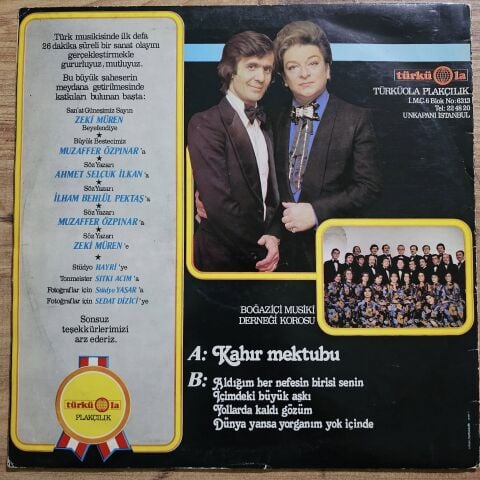 Türk musikisinde ilk defa
26 dakika süreli bir sanat olayını
gerçekleştirmekle
gururluyuz, mutluyuz.
Bu büyük şaheserin
meydana getirilmesinde
katkıları bulunan başta:
San'at Güneşimiz Sayın
ZEKİ MÜREN
Beyefendiye
★
Büyük Bestecimiz
MUZAFFER ÖZPINAR'a
★
Söz Yazarı
AHMET SELÇUK İLKAN'a
★
Söz Yazarı
İLHAM BEHLÜL PEKTAŞ'a
★
Söz Yazarı
MUZAFFER ÖZPINAR'a
★
Söz Yazarı
ZEKİ MÜREN'e
★
Stüdyo HAYRİ'ye
Tonmeister SITKI ACIM'a
Fotoğraflar için Stüdyo YAŞAR'a
Fotoğraflar için SEDAT DİZİCİ'ye
Sonsuz
teşekkürlerimizi
arz ederiz.
türkü la
PLAKÇILIK
türkü la
TÜRKÜOLA PLAKÇILIK
İ.M.Ç. 6 Blok No: 6313
Tel: 22 48 20
UNKAPANI İSTANBUL
BOĞAZİÇİ MUSİKİ
DERNEĞİ KOROSU
A: Kahır mektubu
B: Aldığım her nefesin birisi senin
İçimdeki büyük aşkı
Yollarda kaldı gözüm
Dünya yansa yorganım yok içinde